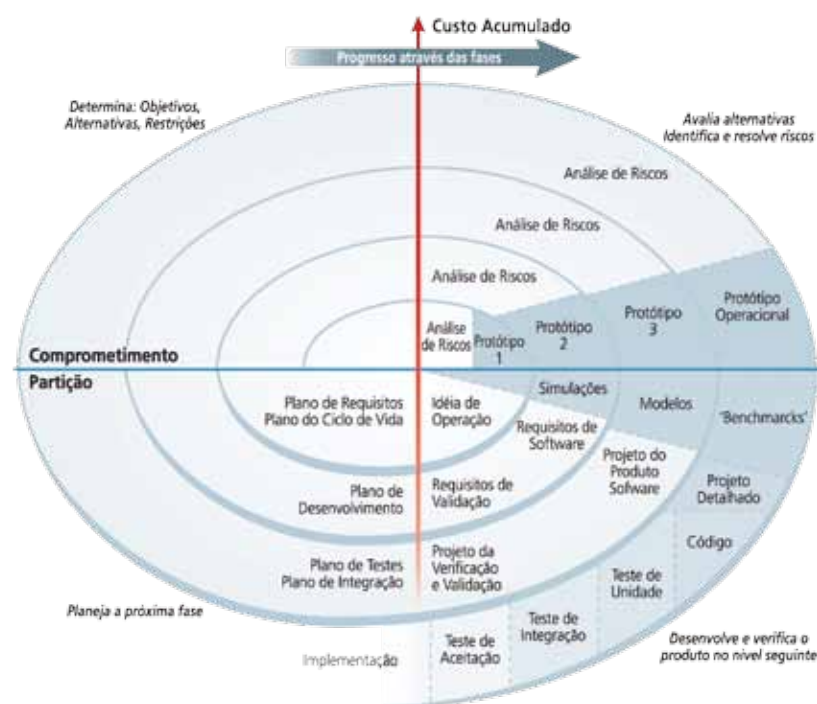 Custo Acumulado
Progresso através das fases
Determina: Objetivos,
Alternativas, Restrições
Avalia alternativas
Identifica e resolve riscos
Análise de Riscos
Análise de Riscos
Análise de Riscos
Análise
de Riscos
Protótipo
1
Protótipo
2
Protótipo
3
Protótipo
Operacional
Comprometimento
Partição
Plano de Requisitos
Plano do Ciclo de Vida
Idéia de
Operação
Simulações
Modelos
'Benchmarcks'
Requisitos de
Software
Projeto do
Produto
Sofware
Projeto
Detalhado
Plano de
Desenvolvimento
Requisitos de
Validação
Código
Plano de Testes
Plano de Integração
Projeto da
Verificação
e Validação
Teste de
Unidade
Teste de
Integração
Teste de
Aceitação
Implementação
Planeja a próxima fase
Desenvolve e verifica o
produto no nível seguinte